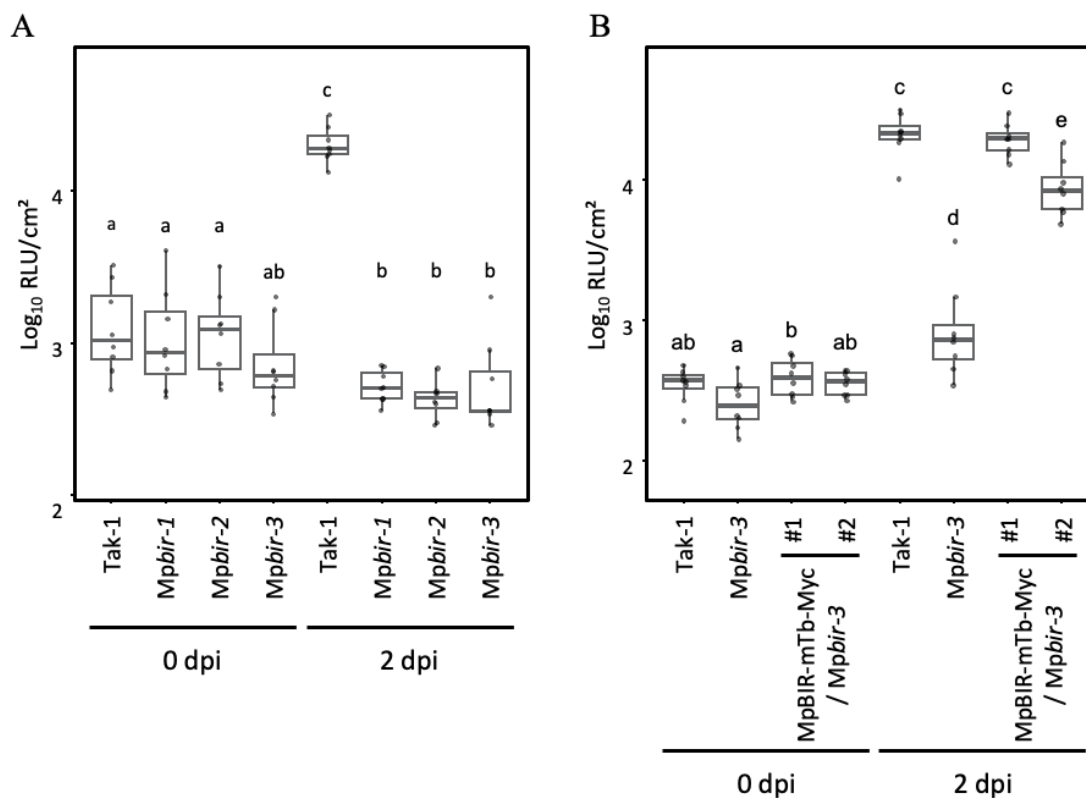 A
Log₁₀ RLU/cm²
4
3
2
a
a
a
ab
c
b
b
b
Tak-1
Mpbir-1
Mpbir-2
Mpbir-3
Tak-1
Mpbir-1
Mpbir-2
Mpbir-3
0 dpi
2 dpi
B
Log₁₀ RLU/cm²
4
3
2
ab
a
b
ab
c
d
c
e
Tak-1
Mpbir-3
#1
#2
MpBIR-mTb-Myc
/ Mpbir-3
Tak-1
Mpbir-3
#1
#2
MpBIR-mTb-Myc
/ Mpbir-3
0 dpi
2 dpi